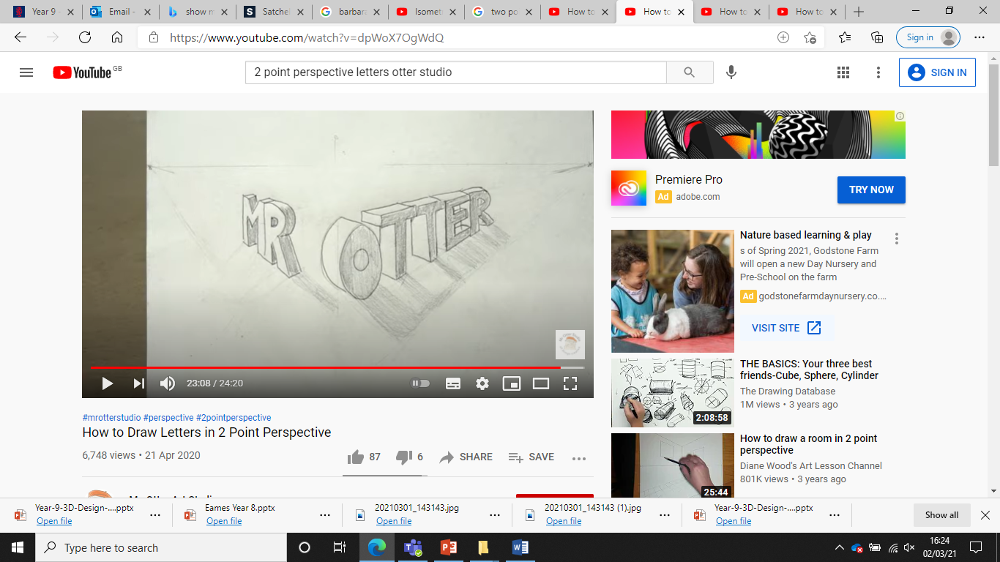 Year 9 -
Email -
show m
Satchel
barbara
Isomet
two po
How to
How to
How to
How to
https://www.youtube.com/watch?v=dpWoX7OgWdQ
Sign in
YouTube GB
2 point perspective letters otter studio
SIGN IN
MR OTTER
23:08 / 24:20
#mrotterstudio #perspective #2pointperspective
How to Draw Letters in 2 Point Perspective
6,748 views • 21 Apr 2020
87
6
SHARE
SAVE
Premiere Pro
Ad adobe.com
TRY NOW
Nature based learning & play
s of Spring 2021, Godstone Farm
will open a new Day Nursery and
Pre-School on the farm
Ad godstonefarmdaynursery.co....
VISIT SITE
THE BASICS: Your three best
friends-Cube, Sphere, Cylinder
The Drawing Database
1M views • 3 years ago
2:08:58
How to draw a room in 2 point
perspective
Diane Wood's Art Lesson Channel
801K views • 3 years ago
25:44
Year-9-3D-Design-....pptx
Open file
Eames Year 8.pptx
Open file
20210301_143143.jpg
Open file
20210301_143143 (1).jpg
Open file
Year-9-3D-Design-....pptx
Open file
Show all
Type here to search
16:24
02/03/21